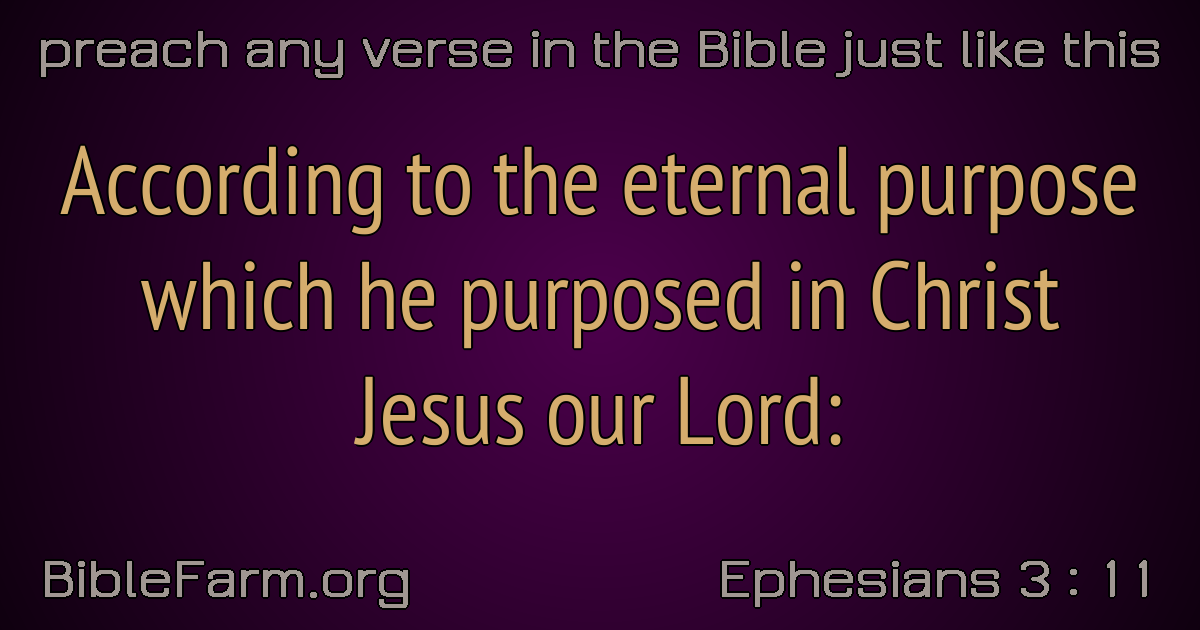 preach any verse in the Bible just like this
According to the eternal purpose
which he purposed in Christ
Jesus our Lord:
BibleFarm.org
Ephesians 3 : 11